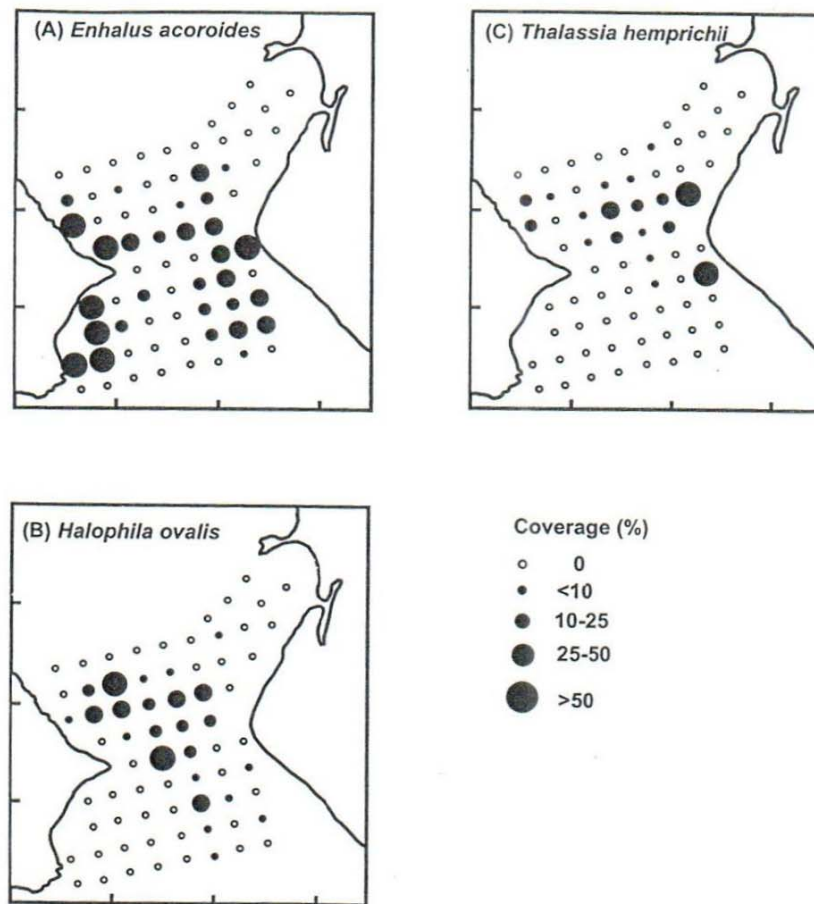 (A) Enhalus acoroides
(C) Thalassia hemprichii
(B) Halophila ovalis
Coverage (%)
0
<10
10-25
25-50
>50